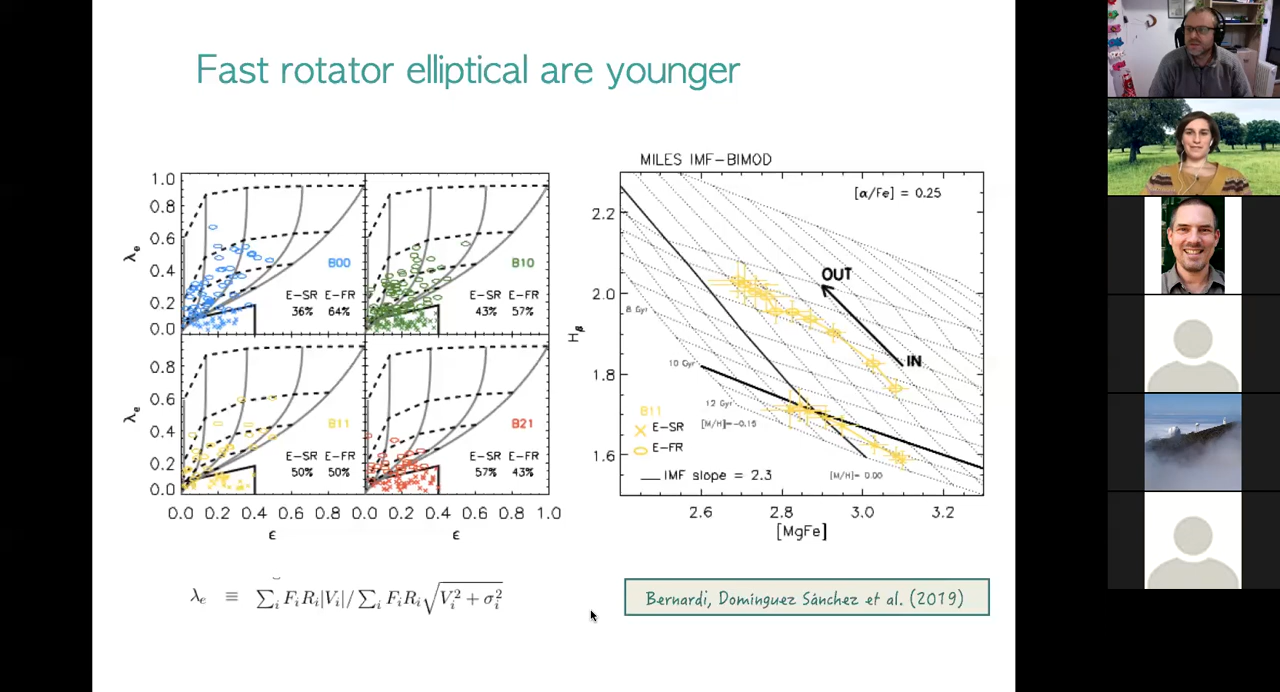 Fast rotator elliptical are younger
1.0
0.8
0.6
0.4
0.2
0.0
λe
B00
E-SR E-FR
36% 64%
B10
E-SR E-FR
43% 57%
0.8
0.6
0.4
0.2
0.0
λe
B11
E-SR E-FR
50% 50%
B21
E-SR E-FR
57% 43%
0.0 0.2 0.4 0.6 0.8 0.0 0.2 0.4 0.6 0.8 1.0
ϵ ϵ
MILES IMF-BIMOD
[α/Fe] = 0.25
2.2
2.0
1.8
1.6
Hβ
OUT
IN
8 Gyr
10 Gyr
12 Gyr
[M/H]=-0.15
B11
E-SR
E-FR
IMF slope = 2.3
[M/H]= 0.00
2.6 2.8 3.0 3.2
[MgFe]
λe ≡ ∑i FiRi|Vi|/∑i FiRi√(Vi² + σi²)
Bernardi, Domínguez Sánchez et al. (2019)